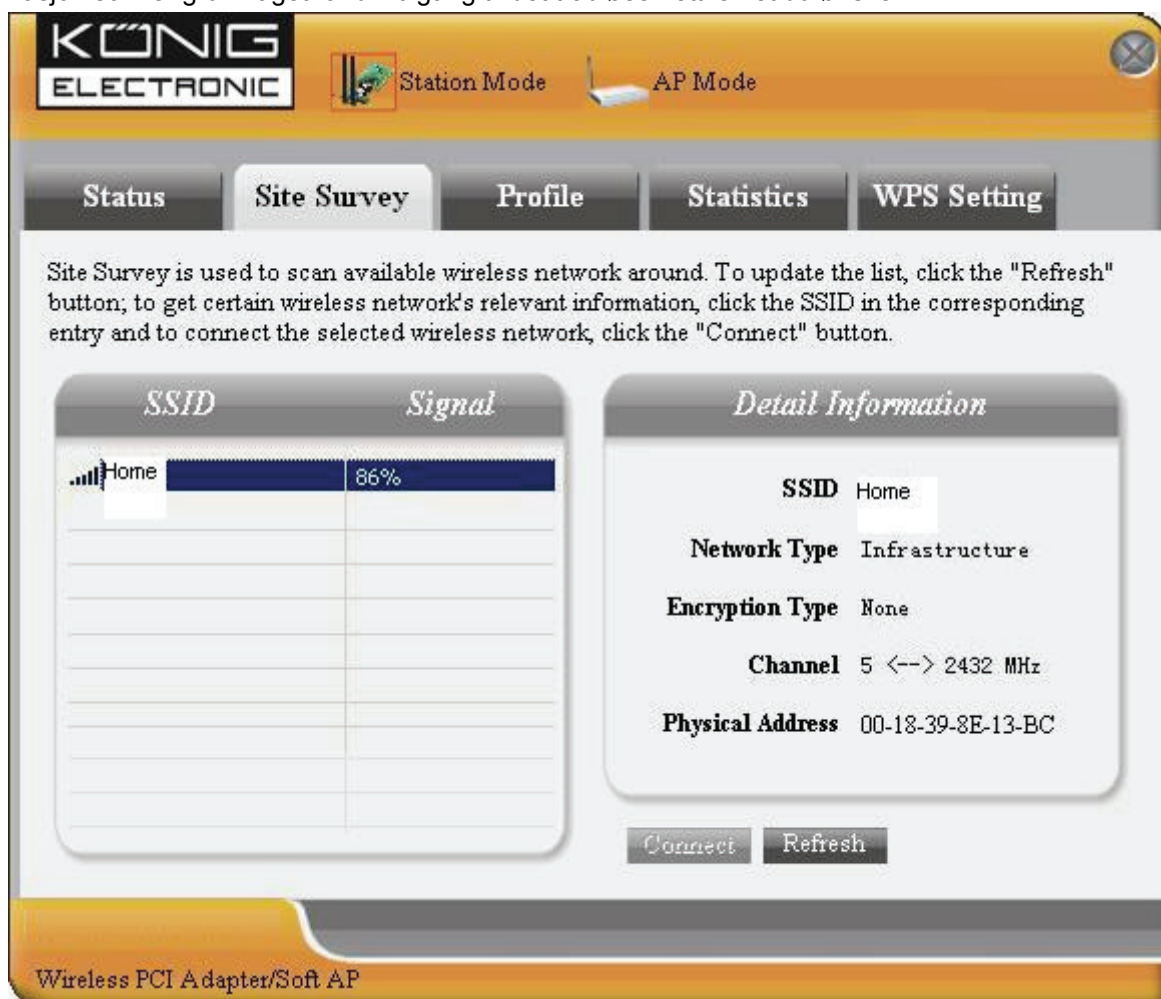 KÖNIG
ELECTRONIC
Station Mode
AP Mode
Status
Site Survey
Profile
Statistics
WPS Setting
Site Survey is used to scan available wireless network around. To update the list, click the "Refresh"
button; to get certain wireless network's relevant information, click the SSID in the corresponding
entry and to connect the selected wireless network, click the "Connect" button.
SSID Signal
Home 86%
Detail Information
SSID Home
Network Type Infrastructure
Encryption Type None
Channel 5 <--> 2432 MHz
Physical Address 00-18-39-8E-13-BC
Connect
Refresh
Wireless PCI Adapter/Soft AP